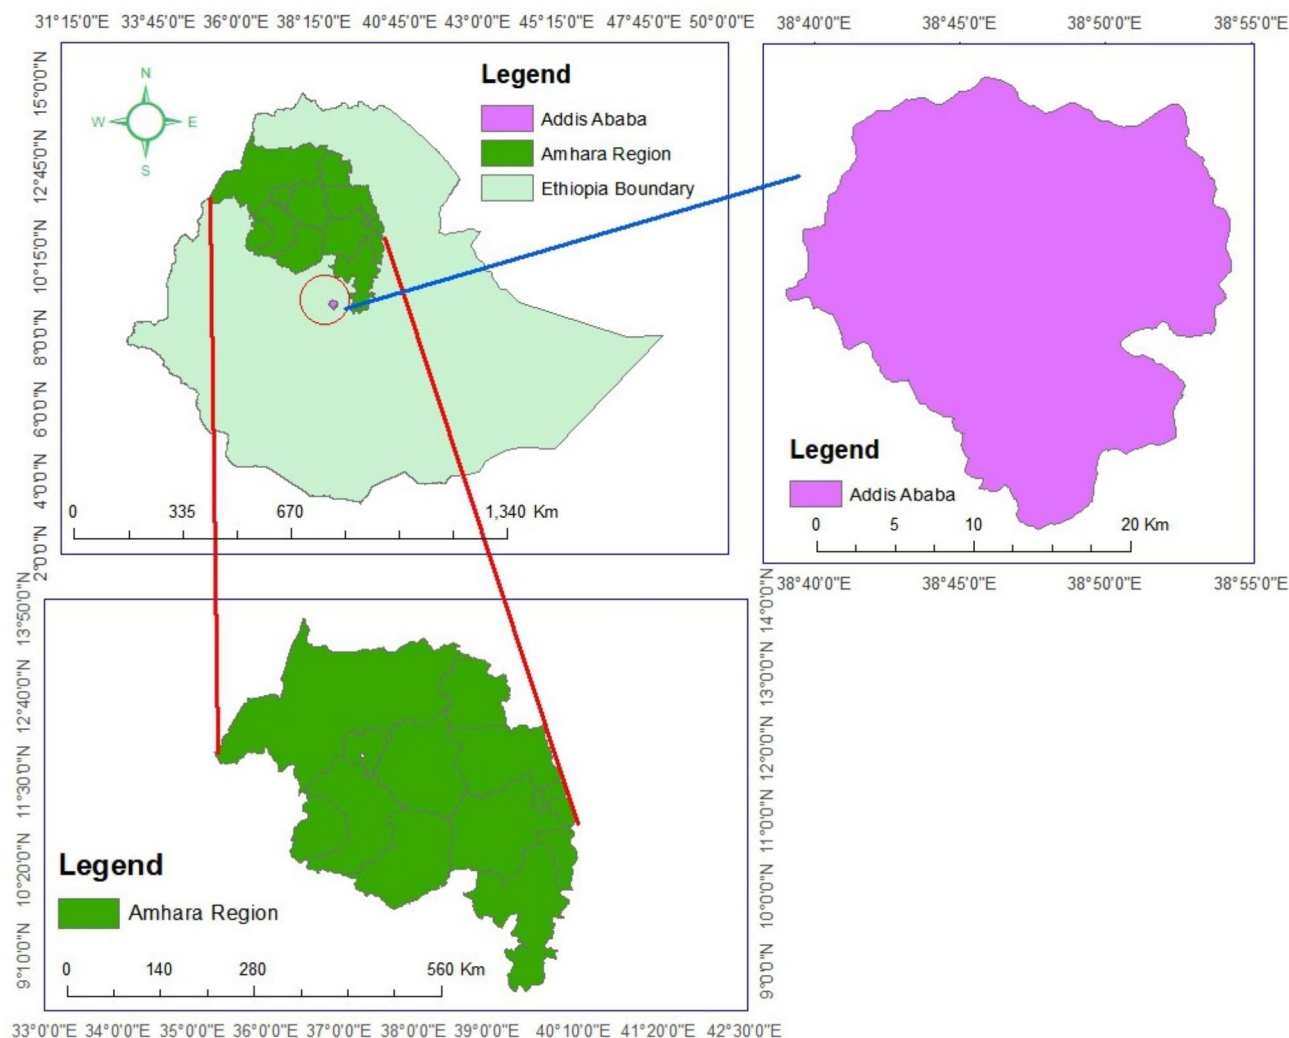 31°15'0"E 33°45'0"E 36°0'0"E 38°15'0"E 40°45'0"E 43°0'0"E 45°15'0"E 47°45'0"E 50°0'0"E
38°40'0"E 38°45'0"E 38°50'0"E 38°55'0"E
15°0'0"N
12°45'0"N
10°15'0"N
8°0'0"N
6°0'0"N
4°0'0"N
2°0'0"N
N
W E
S
Legend
Addis Ababa
Amhara Region
Ethiopia Boundary
0 335 670 1,340 Km
Legend
Addis Ababa
0 5 10 20 Km
38°40'0"E 38°45'0"E 38°50'0"E 38°55'0"E
13°50'0"N
12°40'0"N
11°30'0"N
10°20'0"N
9°10'0"N
14°0'0"N
13°0'0"N
12°0'0"N
11°0'0"N
10°0'0"N
9°0'0"N
Legend
Amhara Region
0 140 280 560 Km
33°0'0"E 34°0'0"E 35°0'0"E 36°0'0"E 37°0'0"E 38°0'0"E 39°0'0"E 40°10'0"E 41°20'0"E 42°30'0"E